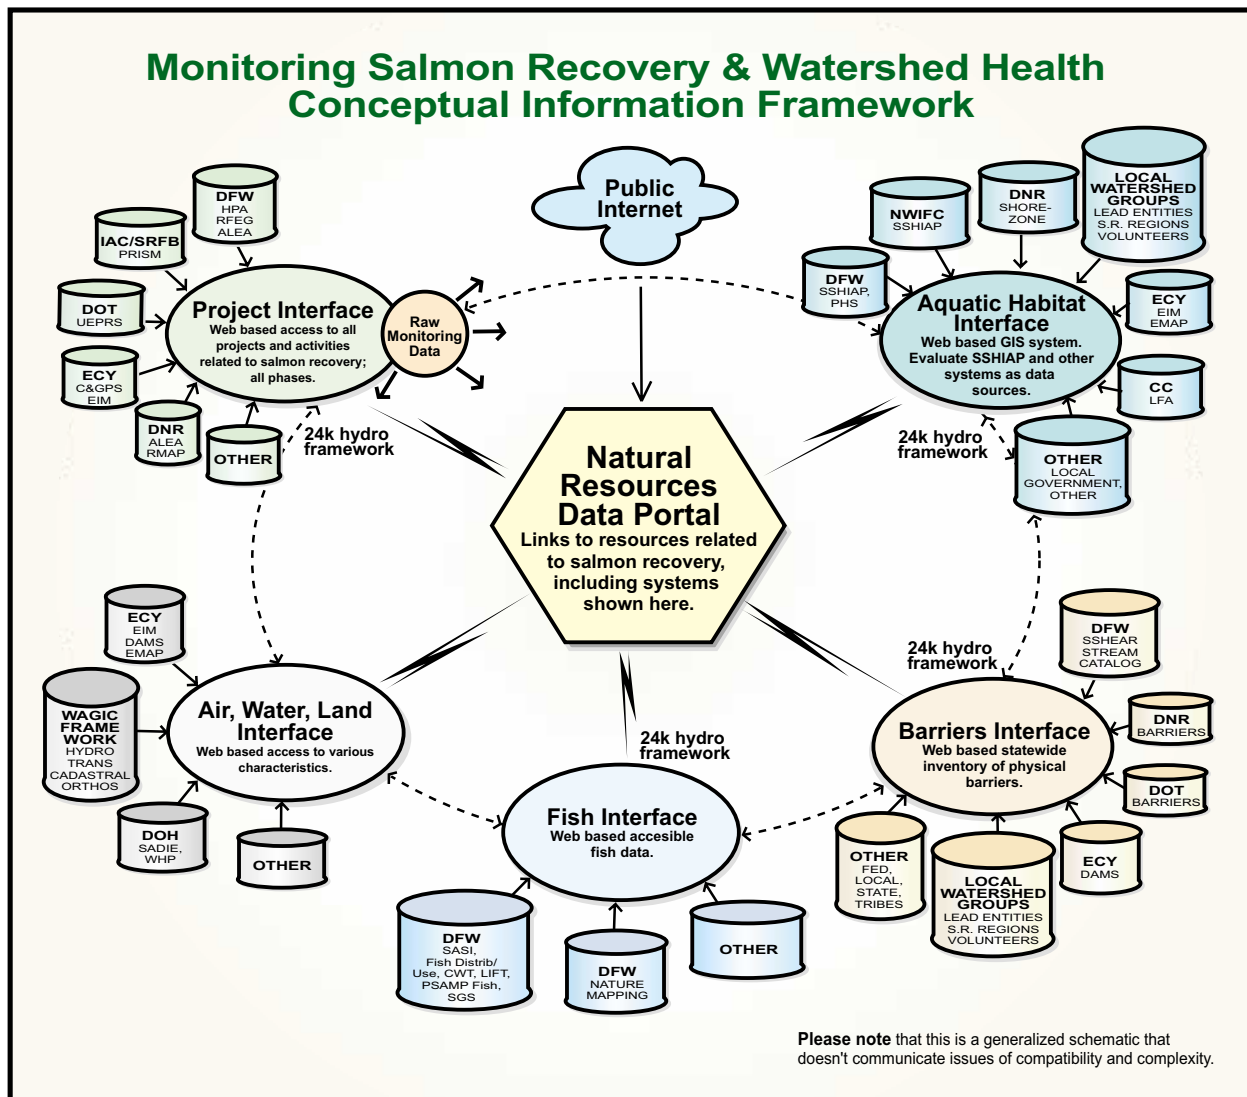 Monitoring Salmon Recovery & Watershed Health
Conceptual Information Framework
Public
Internet
DFW
HPA
RFEG
ALEA
IAC/SRFB
PRISM
DOT
UEPRS
ECY
C&GPS
EIM
DNR
ALEA
RMAP
OTHER
Project Interface
Web based access to all
projects and activities
related to salmon recovery;
all phases.
Raw
Monitoring
Data
24k hydro
framework
LOCAL
WATERSHED
GROUPS
LEAD ENTITIES
S.R. REGIONS
VOLUNTEERS
DNR
SHORE-
ZONE
NWIFC
SSHIAP
DFW
SSHIAP,
PHS
ECY
EIM
EMAP
CC
LFA
OTHER
LOCAL
GOVERNMENT,
OTHER
Aquatic Habitat
Interface
Web based GIS system.
Evaluate SSHIAP and other
systems as data
sources.
24k hydro
framework
Natural
Resources
Data Portal
Links to resources related
to salmon recovery,
including systems
shown here.
ECY
EIM
DAMS
EMAP
WAGIC
FRAME
WORK
HYDRO
TRANS
CADASTRAL
ORTHOS
DOH
SADIE,
WHP
OTHER
Air, Water, Land
Interface
Web based access to various
characteristics.
24k hydro
framework
Fish Interface
Web based accesible
fish data.
DFW
SASI,
Fish Distrib/
Use, CWT, LIFT,
PSAMP Fish,
SGS
DFW
NATURE
MAPPING
OTHER
24k hydro
framework
Barriers Interface
Web based statewide
inventory of physical
barriers.
DFW
SSHEAR
STREAM
CATALOG
DNR
BARRIERS
DOT
BARRIERS
ECY
DAMS
LOCAL
WATERSHED
GROUPS
LEAD ENTITIES
S.R. REGIONS
VOLUNTEERS
OTHER
FED,
LOCAL,
STATE,
TRIBES
Please note that this is a generalized schematic that
doesn't communicate issues of compatibility and complexity.